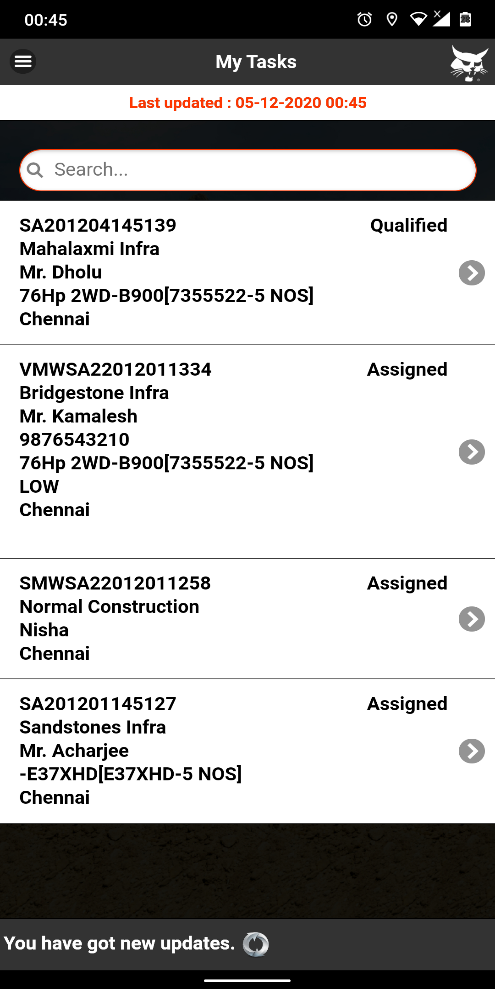 00:45
My Tasks
Last updated : 05-12-2020 00:45
Search...
SA201204145139 Qualified
Mahalaxmi Infra
Mr. Dholu
76Hp 2WD-B900[7355522-5 NOS]
Chennai
VMWSA22012011334 Assigned
Bridgestone Infra
Mr. Kamalesh
9876543210
76Hp 2WD-B900[7355522-5 NOS]
LOW
Chennai
SMWSA22012011258 Assigned
Normal Construction
Nisha
Chennai
SA201201145127 Assigned
Sandstones Infra
Mr. Acharjee
-E37XHD[E37XHD-5 NOS]
Chennai
You have got new updates.